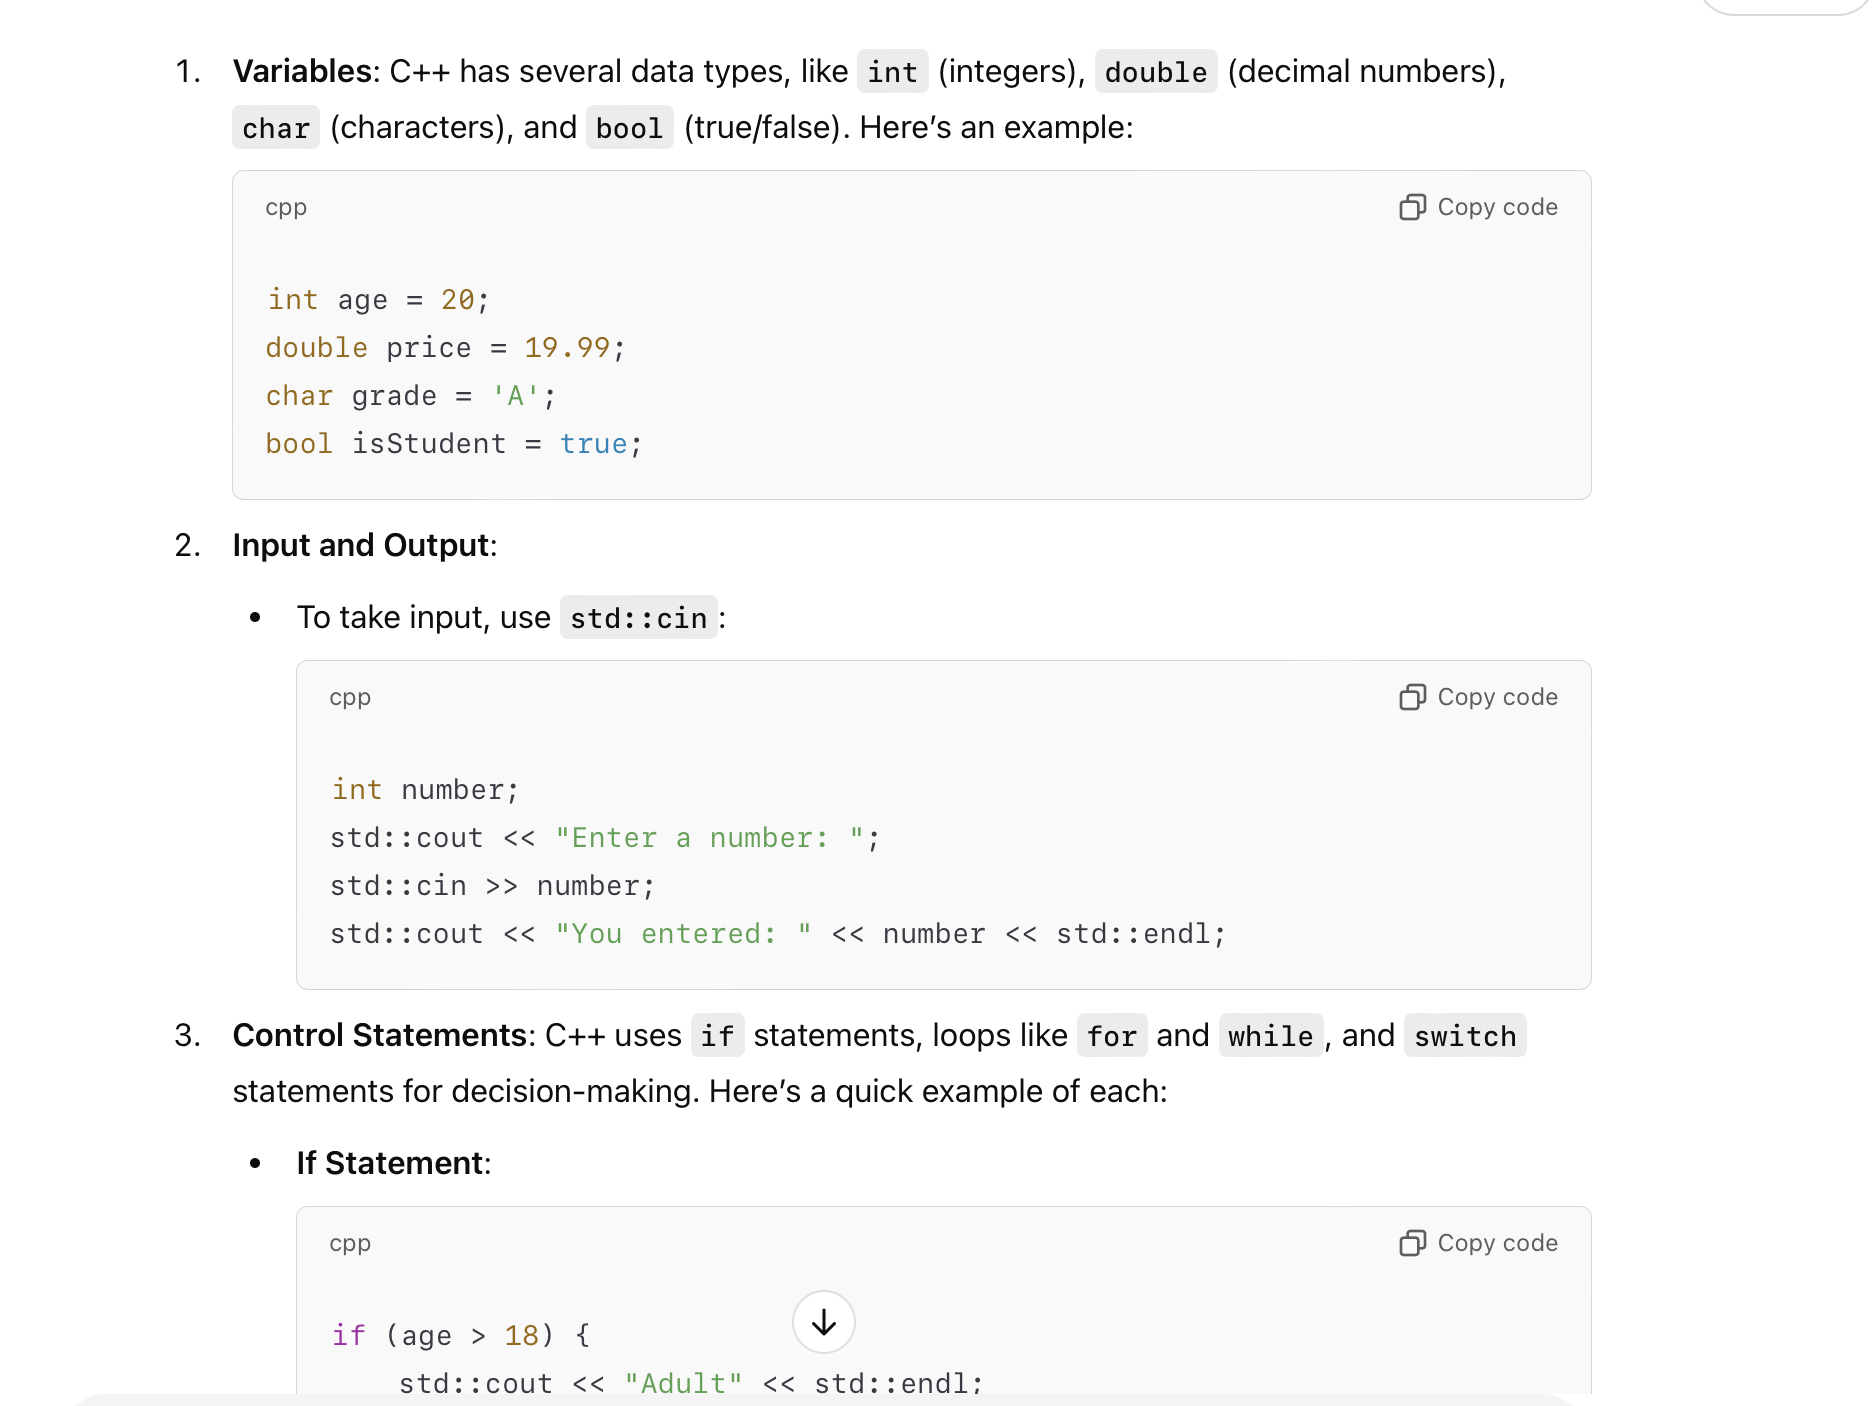 1. Variables: C++ has several data types, like int (integers), double (decimal numbers),
char (characters), and bool (true/false). Here’s an example:
cpp Copy code
int age = 20;
double price = 19.99;
char grade = 'A';
bool isStudent = true;
2. Input and Output:
• To take input, use std::cin:
cpp Copy code
int number;
std::cout << "Enter a number: ";
std::cin >> number;
std::cout << "You entered: " << number << std::endl;
3. Control Statements: C++ uses if statements, loops like for and while, and switch
statements for decision-making. Here’s a quick example of each:
• If Statement:
cpp Copy code
if (age > 18) {
    std::cout << "Adult" << std::endl;